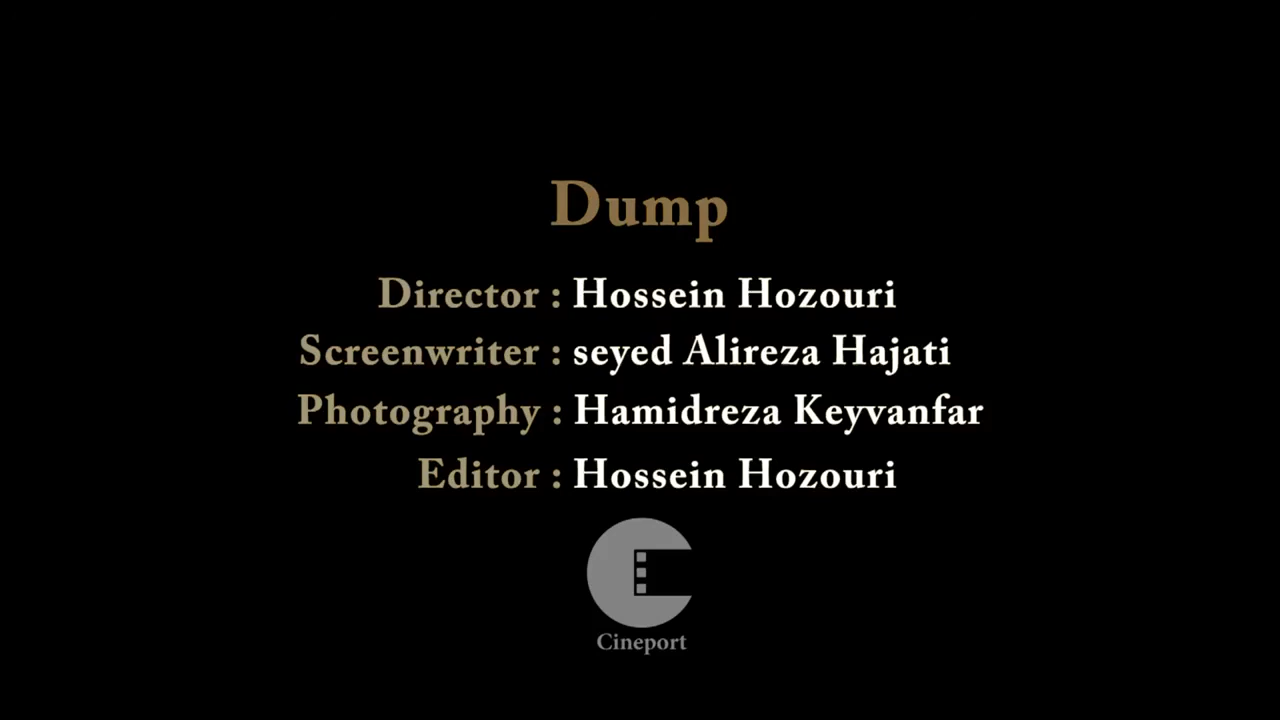 Dump
Director : Hossein Hozouri
Screenwriter : seyed Alireza Hajati
Photography : Hamidreza Keyvanfar
Editor : Hossein Hozouri
Cineport